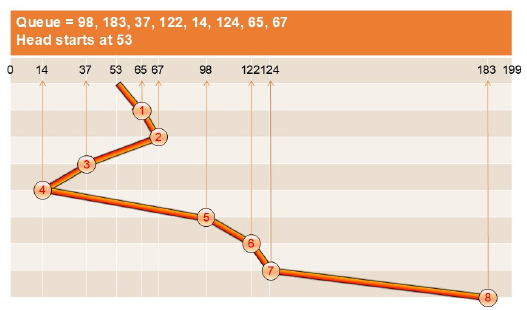 Queue = 98, 183, 37, 122, 14, 124, 65, 67
Head starts at 53
0 14 37 53 65 67 98 122 124 183 199
1
2
3
4
5
6
7
8